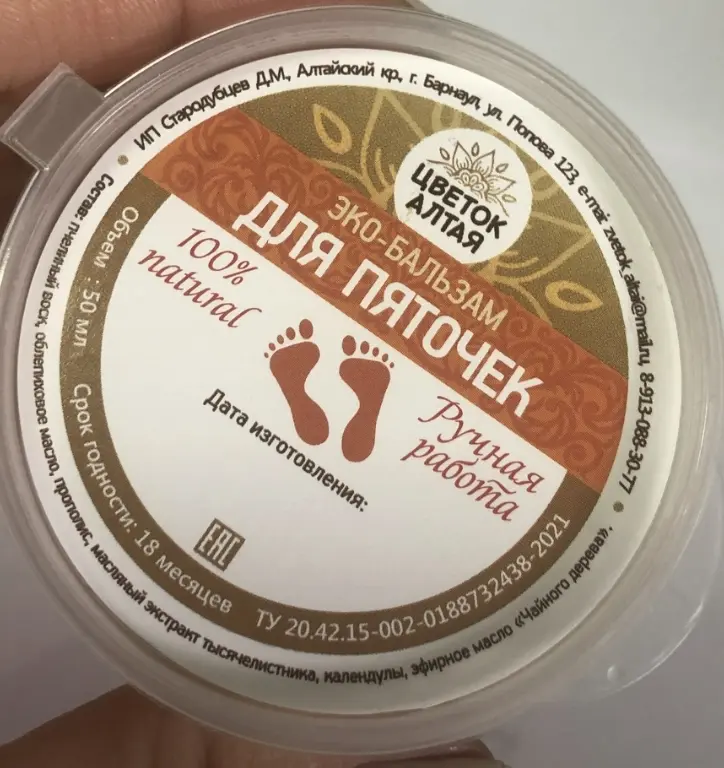 ИП Стародубцев Д.М., Алтайский кр., г. Барнаул, ул. Попова 123, e-mai: zvetok_altai@mail.ru, 8-913-088-30-77
ЦВЕТОК
АЛТАЯ
ЭКО-БАЛЬЗАМ
ДЛЯ ПЯТОЧЕК
100%
natural
Ручная
работа
Дата изготовления:
EAC
Объем : 50 мл Срок годности: 18 месяцев ТУ 20.42.15-002-0188732438-2021
Состав: пчелиный воск, облепиховое масло, прополис, масляный экстракт тысячелистника, календулы, эфирное масло «Чайного дерева».